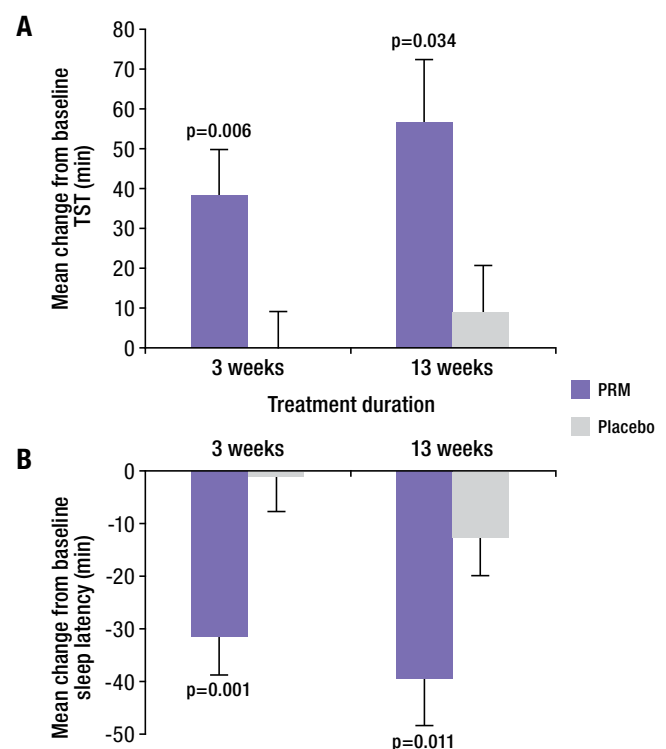 A
Mean change from baseline
TST (min)
80
70
60
50
40
30
20
10
0
p=0.006
p=0.034
3 weeks
13 weeks
Treatment duration
PRM
Placebo
B
3 weeks
13 weeks
Mean change from baseline
sleep latency (min)
0
-10
-20
-30
-40
-50
p=0.001
p=0.011